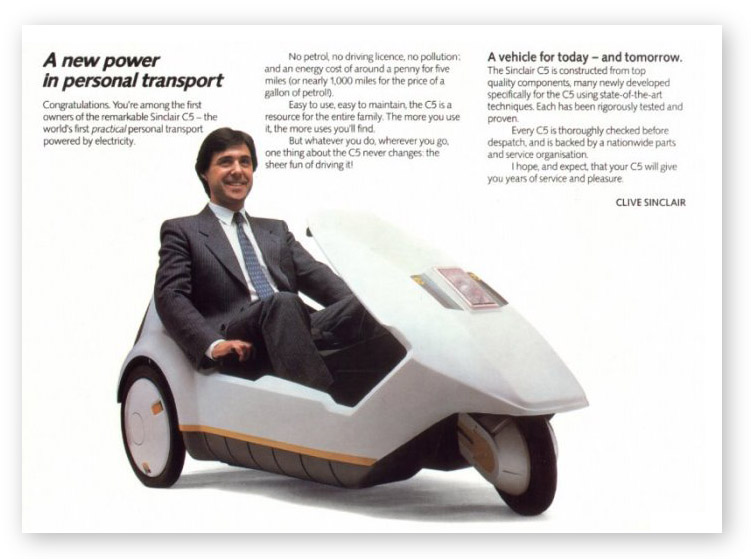 A new power
in personal transport
Congratulations. You're among the first
owners of the remarkable Sinclair C5 – the
world's first practical personal transport
powered by electricity.
No petrol, no driving licence, no pollution:
and an energy cost of around a penny for five
miles (or nearly 1,000 miles for the price of a
gallon of petrol!).
Easy to use, easy to maintain, the C5 is a
resource for the entire family. The more you use
it, the more uses you'll find.
But whatever you do, wherever you go,
one thing about the C5 never changes: the
sheer fun of driving it!
A vehicle for today – and tomorrow.
The Sinclair C5 is constructed from top
quality components, many newly developed
specifically for the C5 using state-of-the-art
techniques. Each has been rigorously tested and
proven.
Every C5 is thoroughly checked before
despatch, and is backed by a nationwide parts
and service organisation.
I hope, and expect, that your C5 will give
you years of service and pleasure.
CLIVE SINCLAIR